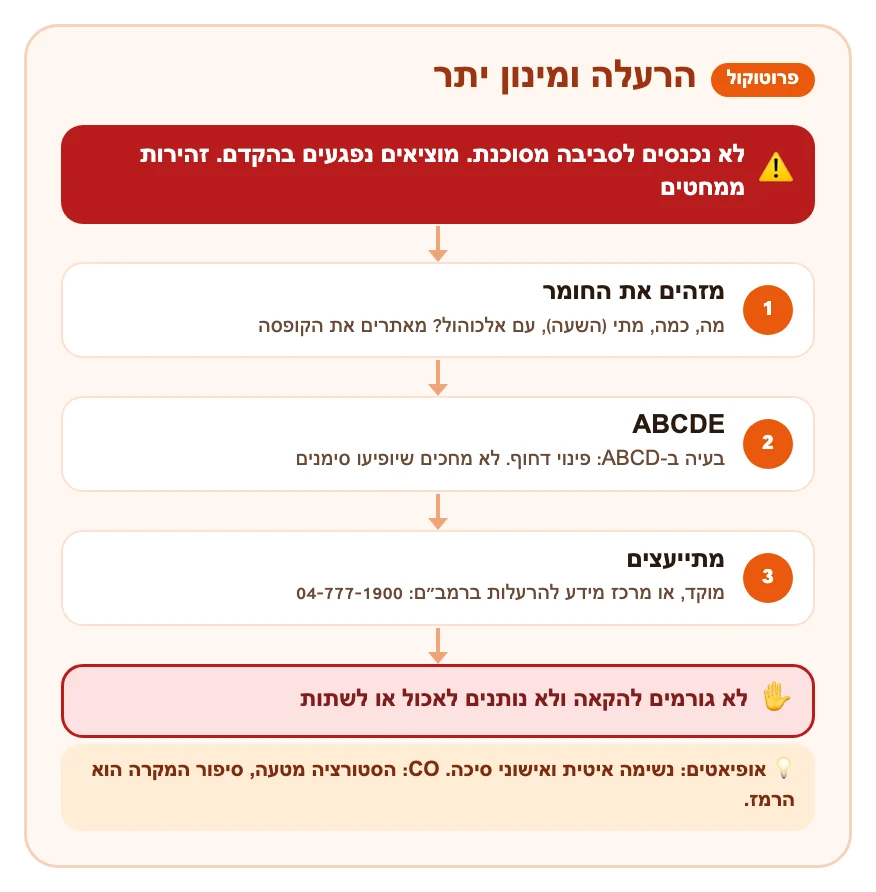 פרוטוקול הרעלה ומינון יתר
⚠️ לא נכנסים לסביבה מסוכנת. מוציאים נפגעים בהקדם. זהירות
ממחטים
1
מזהים את החומר
מה, כמה, מתי (השעה), עם אלכוהול? מאתרים את הקופסה
2
ABCDE
בעיה ב-ABCD: פינוי דחוף. לא מחכים שיופיעו סימנים
3
מתייעצים
מוקד, או מרכז מידע להרעלות ברמב״ם: 04-777-1900
✋ לא גורמים להקאה ולא נותנים לאכול או לשתות
💡 אופיאטים: נשימה איטית ואישוני סיכה. CO: הסטורציה מטעה, סיפור המקרה הוא
הרמז.